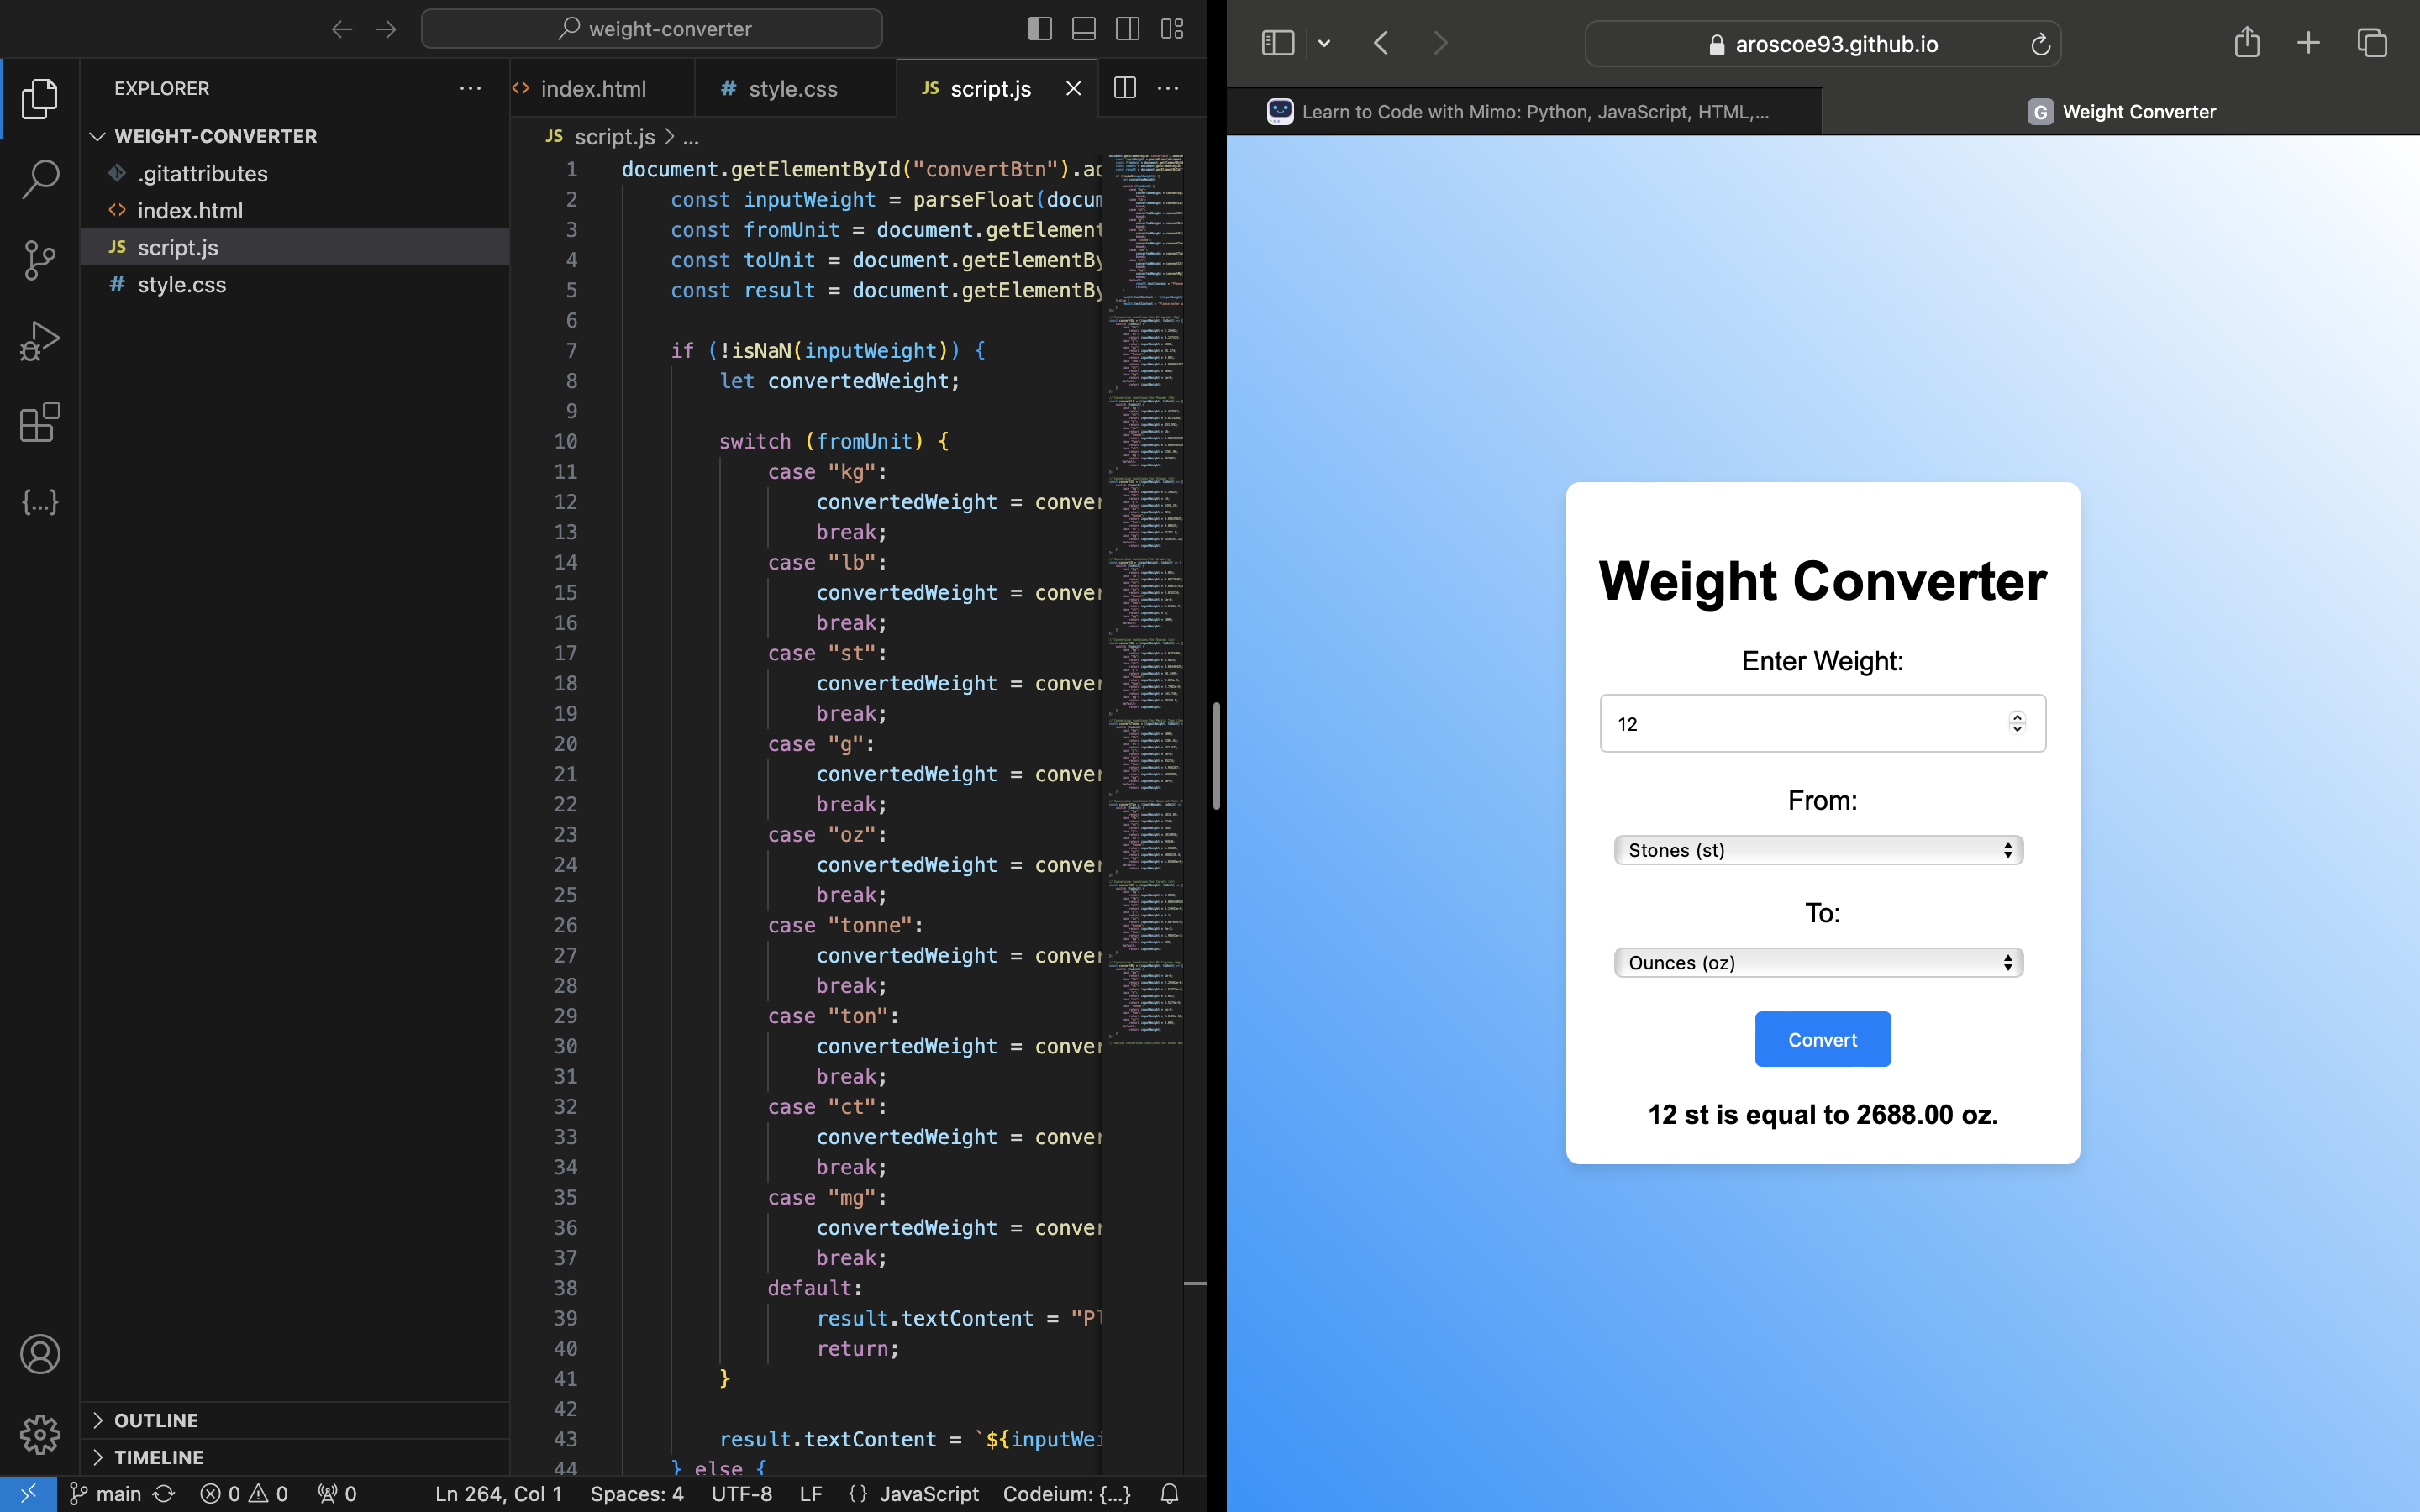 weight-converter
EXPLORER
WEIGHT-CONVERTER
.gitattributes
<> index.html
JS script.js
# style.css
OUTLINE
TIMELINE
<> index.html
# style.css
JS script.js
JS script.js > ...
1 document.getElementById("convertBtn").ad
2 const inputWeight = parseFloat(docum
3 const fromUnit = document.getElement
4 const toUnit = document.getElementBy
5 const result = document.getElementBy
6
7 if (!isNaN(inputWeight)) {
8 let convertedWeight;
9
10 switch (fromUnit) {
11 case "kg":
12 convertedWeight = conver
13 break;
14 case "lb":
15 convertedWeight = conver
16 break;
17 case "st":
18 convertedWeight = conver
19 break;
20 case "g":
21 convertedWeight = conver
22 break;
23 case "oz":
24 convertedWeight = conver
25 break;
26 case "tonne":
27 convertedWeight = conver
28 break;
29 case "ton":
30 convertedWeight = conver
31 break;
32 case "ct":
33 convertedWeight = conver
34 break;
35 case "mg":
36 convertedWeight = conver
37 break;
38 default:
39 result.textContent = "Pl
40 return;
41 }
42
43 result.textContent = `${inputWei
44 } else {
main 0 0 0 Ln 264, Col 1 Spaces: 4 UTF-8 LF {} JavaScript Codeium: {...}
aroscoe93.github.io
Learn to Code with Mimo: Python, JavaScript, HTML,...
G Weight Converter
Weight Converter
Enter Weight:
12
From:
Stones (st)
To:
Ounces (oz)
Convert
12 st is equal to 2688.00 oz.